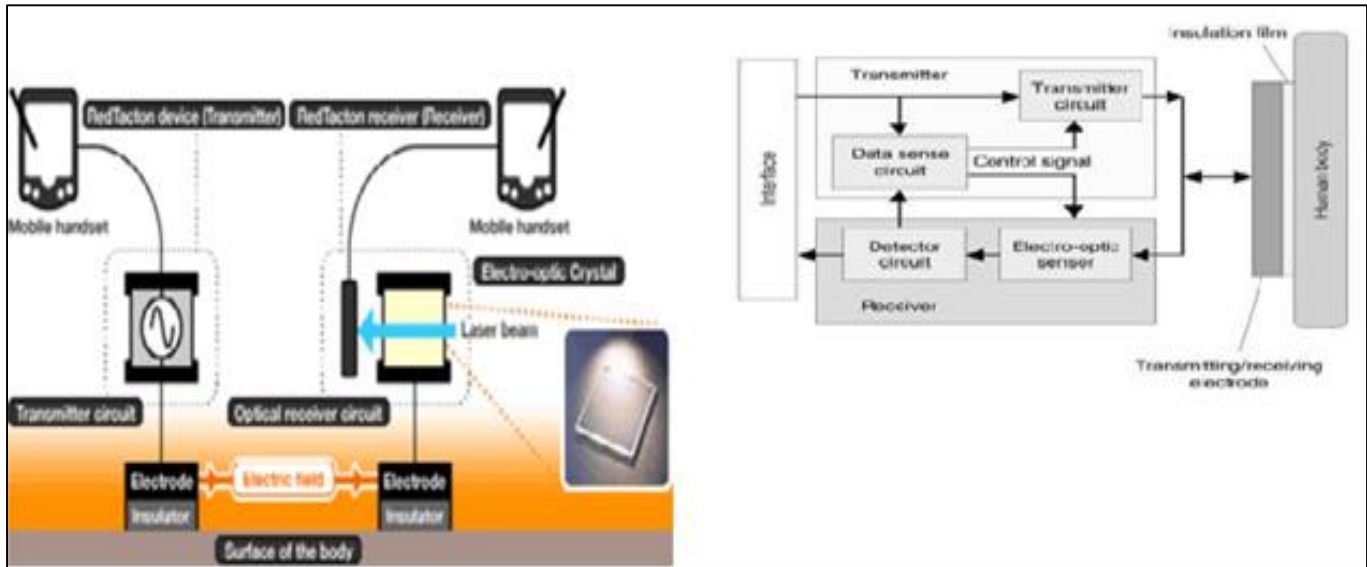 RedTacton device (Transmitter)
RedTacton receiver (Receiver)
Mobile handset
Mobile handset
Electro-optic Crystal
Laser beam
Transmitter circuit
Optical receiver circuit
Electrode
Electric field
Electrode
Insulator
Insulator
Surface of the body
Insulation film
Transmitter
Transmitter
circuit
Data sense
circuit
Control signal
Interface
Human body
Detector
circuit
Electro-optic
sensor
Receiver
Transmitting/receiving
electrode